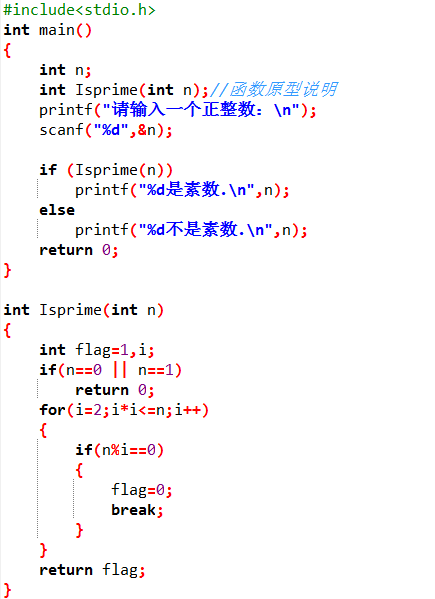 #include<stdio.h>
int main()
{
    int n;
    int Isprime(int n);//函数原型说明
    printf("请输入一个正整数：\n");
    scanf("%d",&n);

    if (Isprime(n))
        printf("%d是素数.\n",n);
    else
        printf("%d不是素数.\n",n);
    return 0;
}

int Isprime(int n)
{
    int flag=1,i;
    if(n==0 || n==1)
        return 0;
    for(i=2;i*i<=n;i++)
    {
        if(n%i==0)
        {
            flag=0;
            break;
        }
    }
    return flag;
}